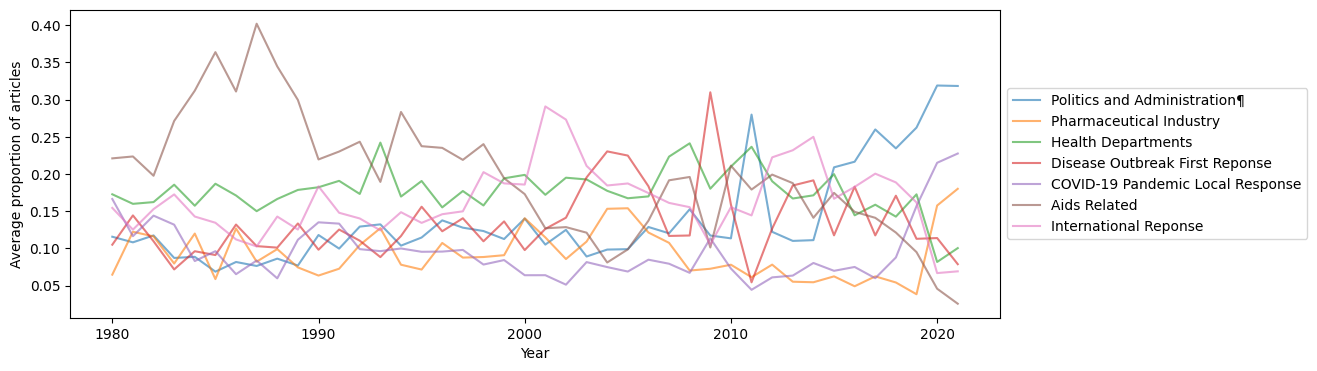 Average proportion of articles
0.40
0.35
0.30
0.25
0.20
0.15
0.10
0.05
1980
1990
2000
2010
2020
Year
Politics and Administration¶
Pharmaceutical Industry
Health Departments
Disease Outbreak First Reponse
COVID-19 Pandemic Local Response
Aids Related
International Reponse